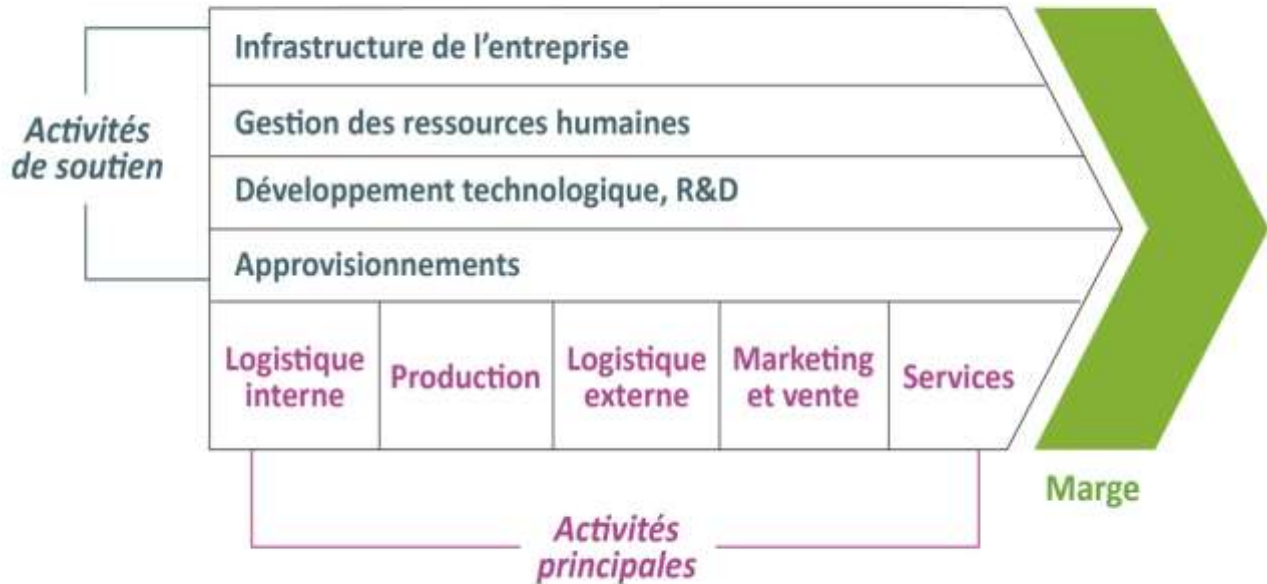 Infrastructure de l'entreprise
Activités
de soutien
Gestion des ressources humaines
Développement technologique, R&D
Approvisionnements
Logistique
interne
Production
Logistique
externe
Marketing
et vente
Services
Marge
Activités
principales